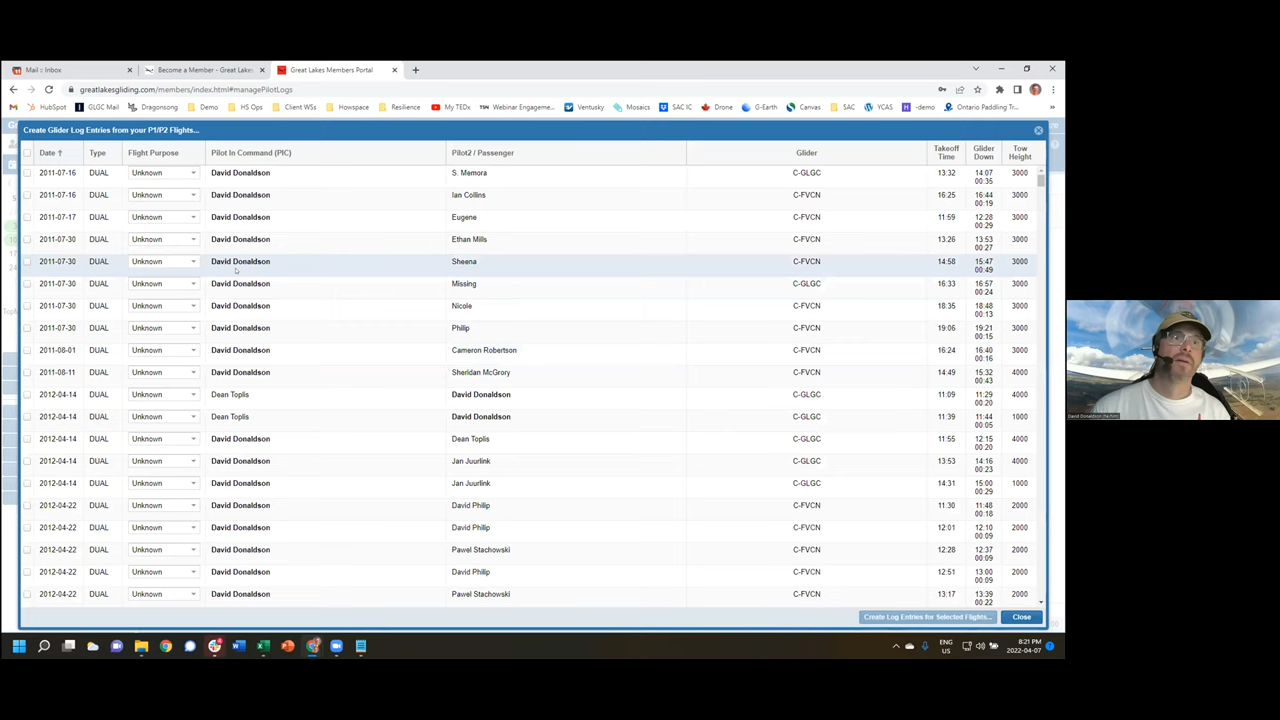 Mail :: Inbox
Become a Member - Great Lakes
Great Lakes Members Portal
greatlakesgliding.com/members/index.html#managePilotLogs
HubSpot GLGC Mail Dragonsong Demo HS Ops Client WSs Howspace Resilience My TEDx Webinar Engageme... Ventusky Mosaics SAC IC Drone G-Earth Canvas SAC YCAS -demo Ontario Paddling Tr...
Create Glider Log Entries from your P1/P2 Flights...
Date Type Flight Purpose Pilot In Command (PIC) Pilot2 / Passenger Glider Takeoff Time Glider Down Tow Height
2011-07-16 DUAL Unknown David Donaldson S. Memora C-GLGC 13:32 14:07 00:35 3000
2011-07-16 DUAL Unknown David Donaldson Ian Collins C-FVCN 16:25 16:44 00:19 3000
2011-07-17 DUAL Unknown David Donaldson Eugene C-FVCN 11:59 12:28 00:29 3000
2011-07-30 DUAL Unknown David Donaldson Ethan Mills C-FVCN 13:26 13:53 00:27 3000
2011-07-30 DUAL Unknown David Donaldson Sheena C-FVCN 14:58 15:47 00:49 3000
2011-07-30 DUAL Unknown David Donaldson Missing C-GLGC 16:33 16:57 00:24 3000
2011-07-30 DUAL Unknown David Donaldson Nicole C-FVCN 18:35 18:48 00:13 3000
2011-07-30 DUAL Unknown David Donaldson Philip C-FVCN 19:06 19:21 00:15 3000
2011-08-01 DUAL Unknown David Donaldson Cameron Robertson C-FVCN 16:24 16:40 00:16 3000
2011-08-11 DUAL Unknown David Donaldson Sheridan McGrory C-FVCN 14:49 15:32 00:43 4000
2012-04-14 DUAL Unknown Dean Toplis David Donaldson C-GLGC 11:09 11:29 00:20 4000
2012-04-14 DUAL Unknown Dean Toplis David Donaldson C-GLGC 11:39 11:44 00:05 1000
2012-04-14 DUAL Unknown David Donaldson Dean Toplis C-GLGC 11:55 12:15 00:20 4000
2012-04-14 DUAL Unknown David Donaldson Jan Juurlink C-GLGC 13:53 14:16 00:23 4000
2012-04-14 DUAL Unknown David Donaldson Jan Juurlink C-GLGC 14:31 15:00 00:29 1000
2012-04-22 DUAL Unknown David Donaldson David Philip C-FVCN 11:30 11:48 00:18 2000
2012-04-22 DUAL Unknown David Donaldson David Philip C-FVCN 12:01 12:10 00:09 2000
2012-04-22 DUAL Unknown David Donaldson Pawel Stachowski C-FVCN 12:28 12:37 00:09 2000
2012-04-22 DUAL Unknown David Donaldson David Philip C-FVCN 12:51 13:00 00:09 2000
2012-04-22 DUAL Unknown David Donaldson Pawel Stachowski C-FVCN 13:17 13:39 00:22 2000
Create Log Entries for Selected Flights... Close
ENG US 8:21 PM 2022-04-07